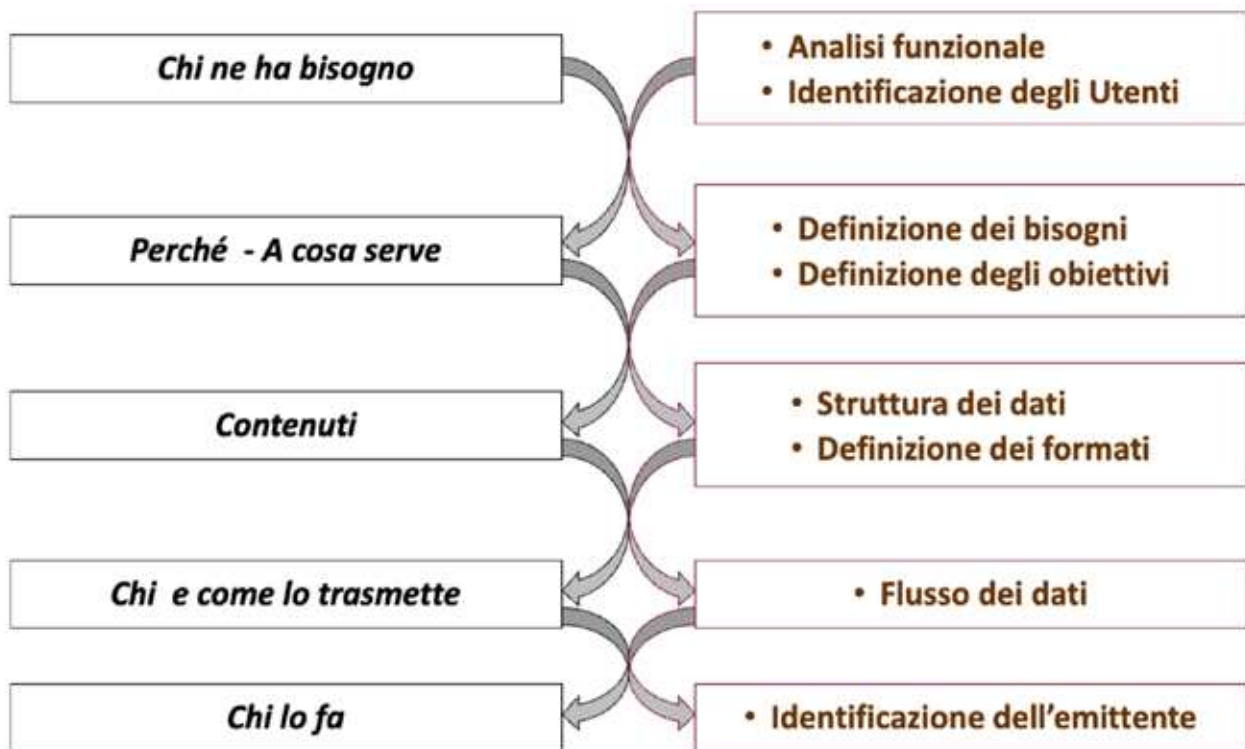 Chi ne ha bisogno
• Analisi funzionale
• Identificazione degli Utenti
Perché - A cosa serve
• Definizione dei bisogni
• Definizione degli obiettivi
Contenuti
• Struttura dei dati
• Definizione dei formati
Chi e come lo trasmette
• Flusso dei dati
Chi lo fa
• Identificazione dell'emittente